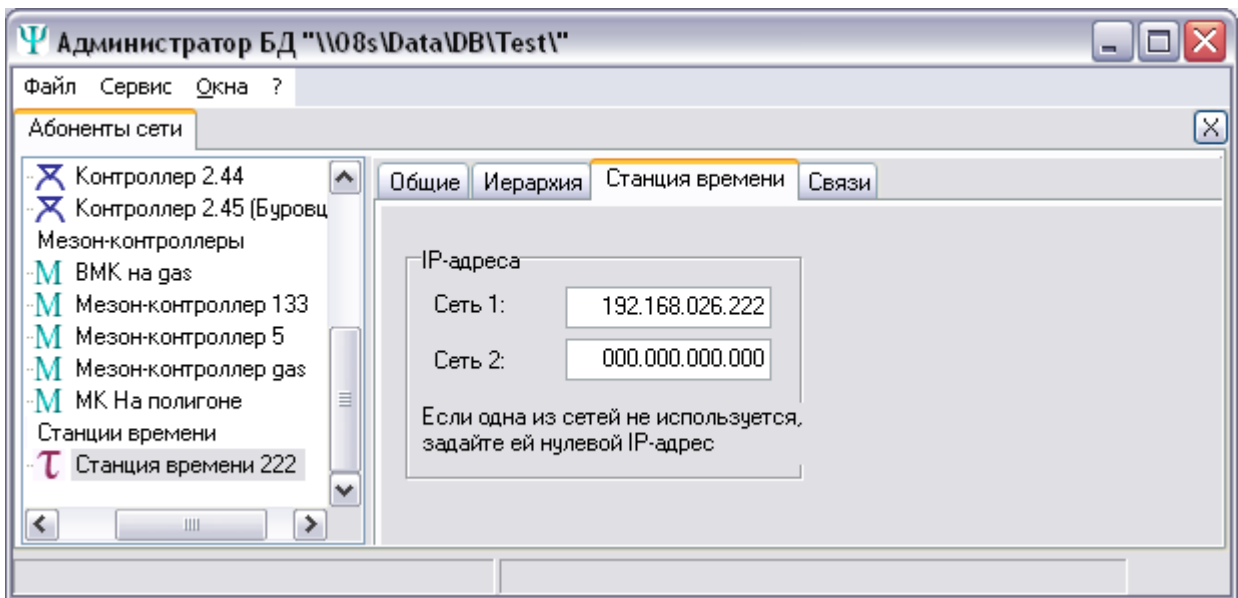 Ψ Администратор БД "\\08s\Data\DB\Test\"
Файл Сервис Окна ?
Абоненты сети
Контроллер 2.44
Контроллер 2.45 (Буровц
Мезон-контроллеры
М ВМК на gas
М Мезон-контроллер 133
М Мезон-контроллер 5
М Мезон-контроллер gas
М МК На полигоне
Станции времени
τ Станция времени 222
Общие Иерархия Станция времени Связи
IP-адреса
Сеть 1: 192.168.026.222
Сеть 2: 000.000.000.000
Если одна из сетей не используется,
задайте ей нулевой IP-адрес